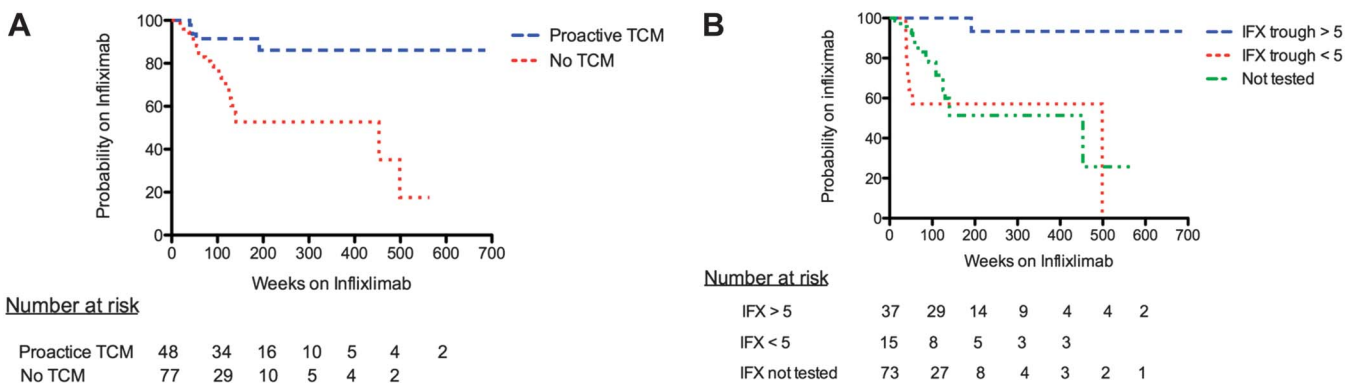 A
100
80
60
40
20
0
Probability on Infliximab
0 100 200 300 400 500 600 700
Weeks on Inflixlimab
Proactive TCM
No TCM
Number at risk
Proactice TCM 48 34 16 10 5 4 2
No TCM 77 29 10 5 4 2
B
100
80
60
40
20
0
Probability on infliximab
0 100 200 300 400 500 600 700
Weeks on Inflixlimab
IFX trough > 5
IFX trough < 5
Not tested
Number at risk
IFX > 5 37 29 14 9 4 4 2
IFX < 5 15 8 5 3 3
IFX not tested 73 27 8 4 3 2 1